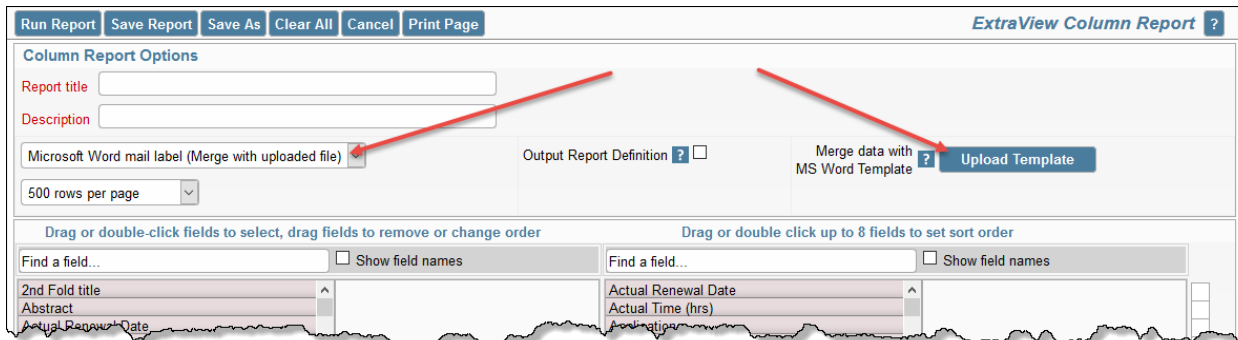 Run Report Save Report Save As Clear All Cancel Print Page ExtraView Column Report ?
Column Report Options
Report title
Description
Microsoft Word mail label (Merge with uploaded file) Output Report Definition ? Merge data with MS Word Template ? Upload Template
500 rows per page
Drag or double-click fields to select, drag fields to remove or change order Drag or double click up to 8 fields to set sort order
Find a field... Show field names Find a field... Show field names
2nd Fold title Actual Renewal Date
Abstract Actual Time (hrs)
Actual Renewal Date Application